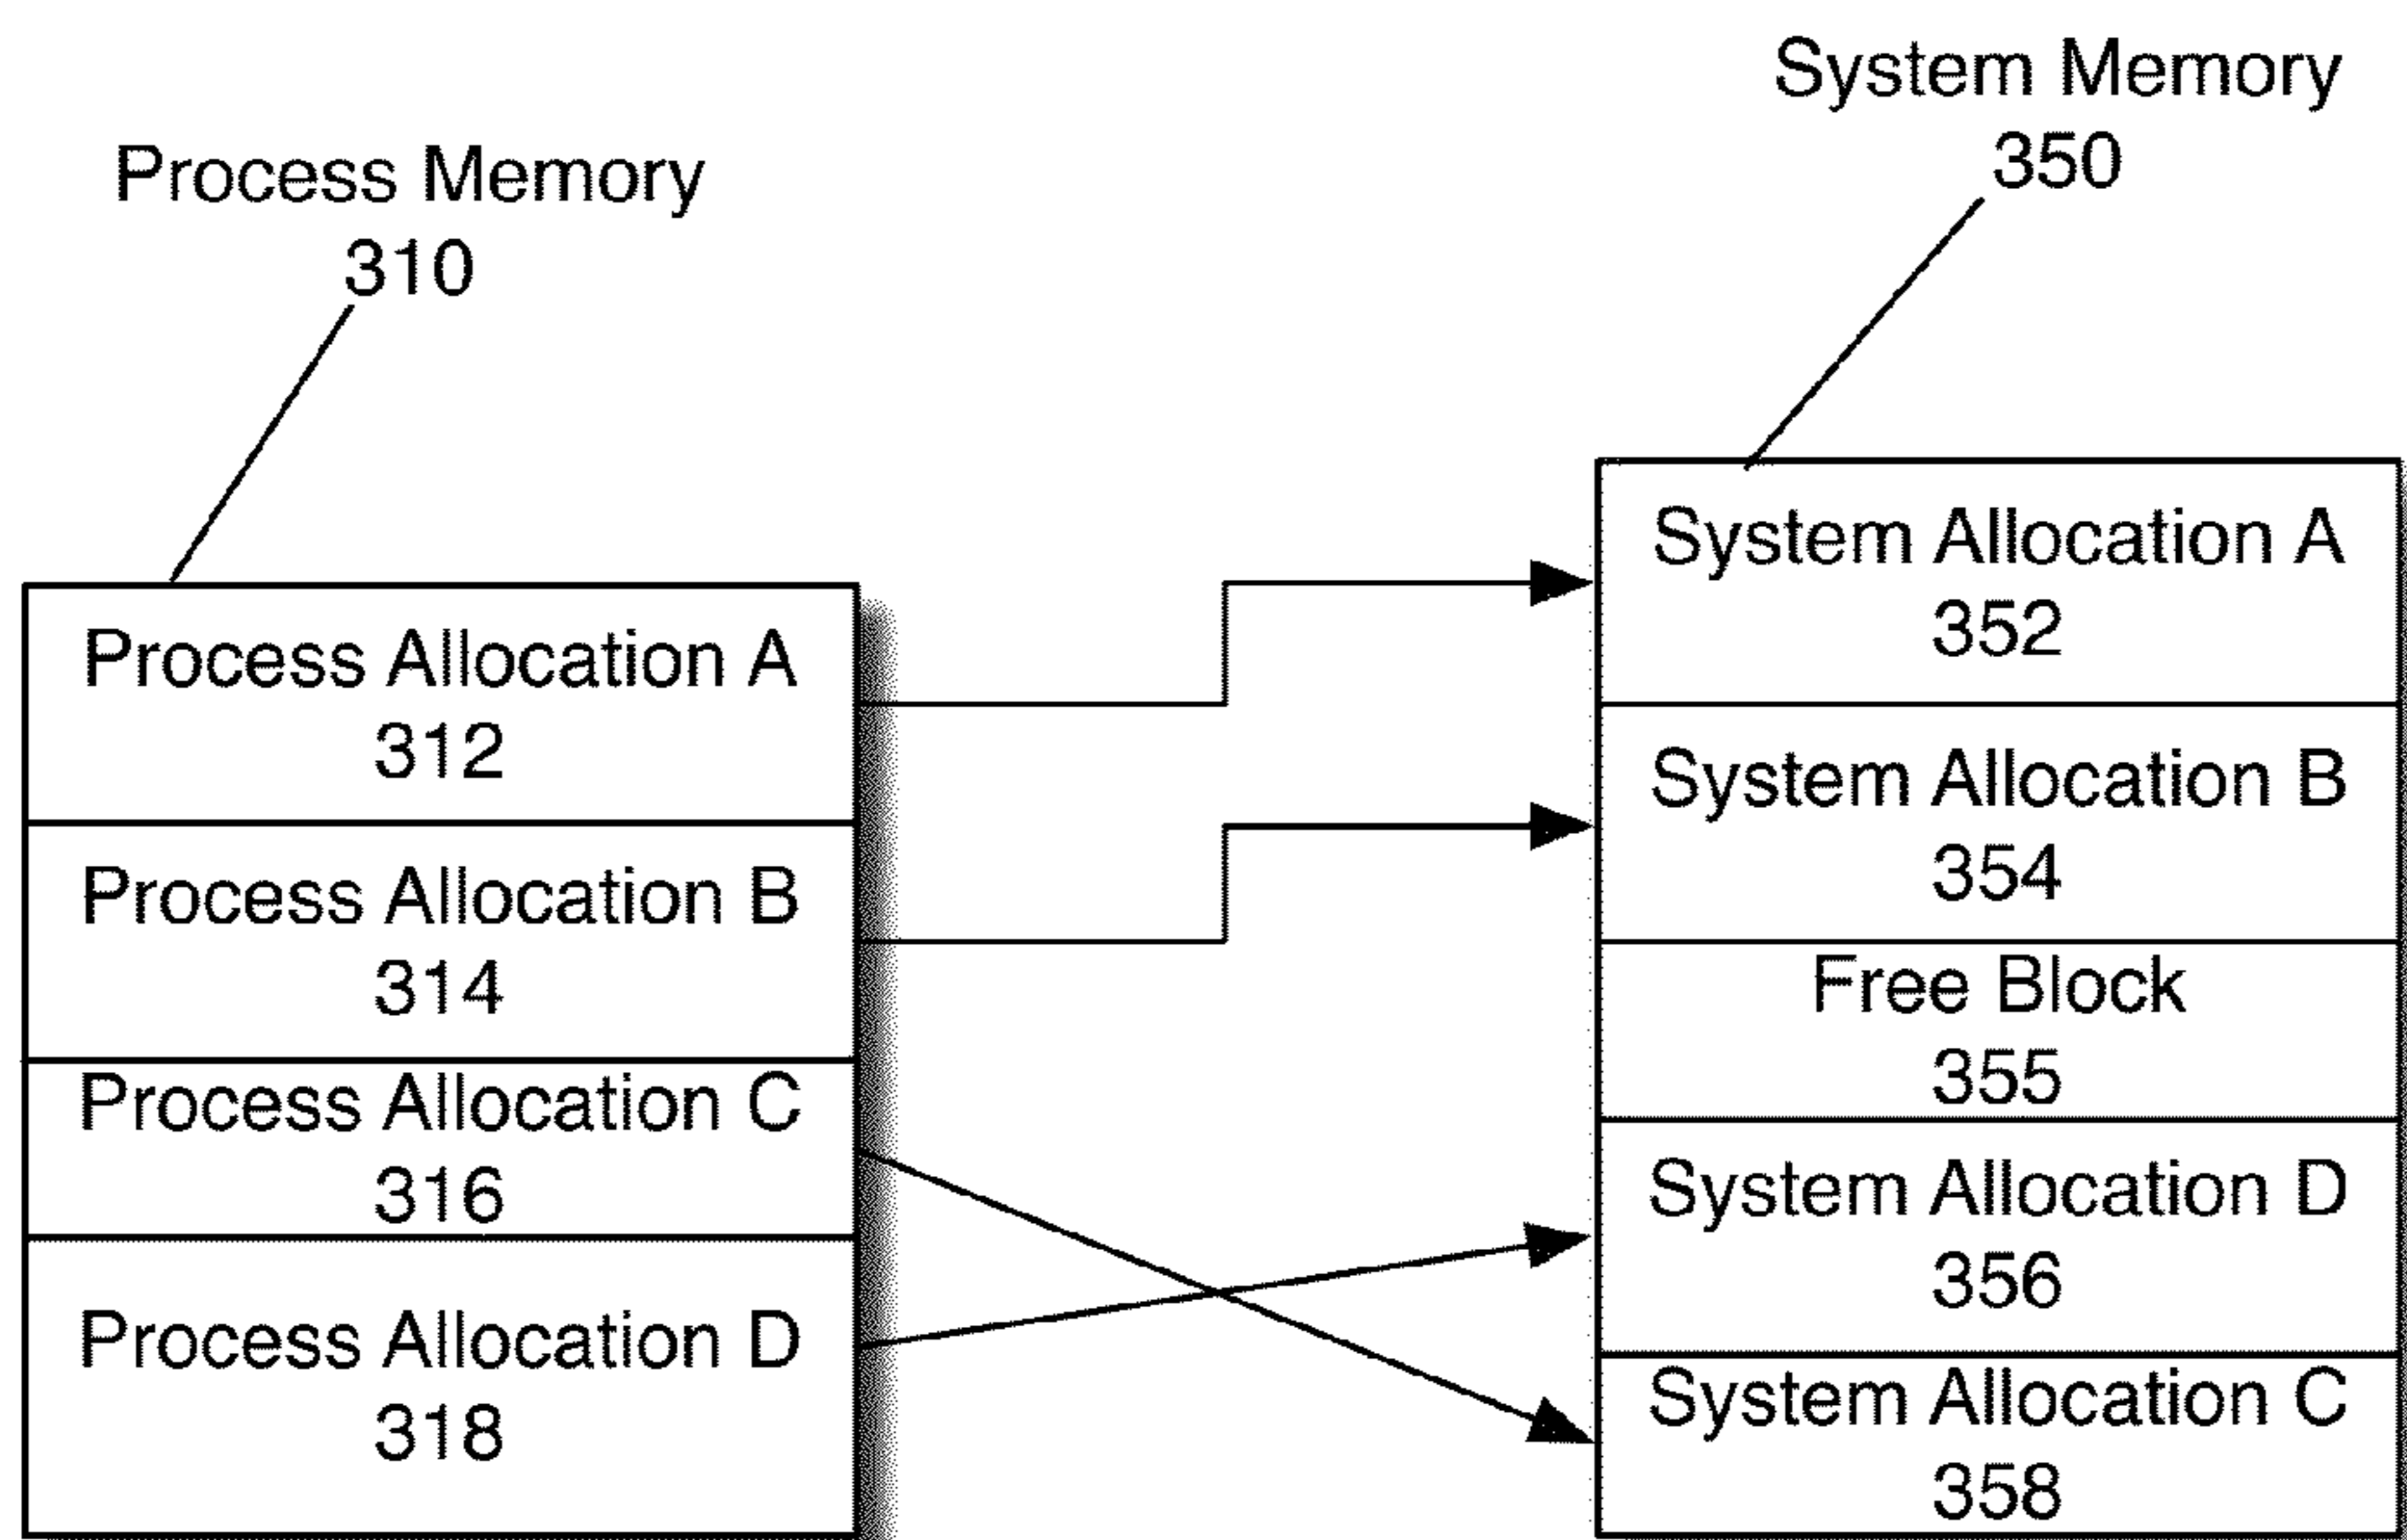 System Memory
350
Process Memory
310
Process Allocation A
312
Process Allocation B
314
Process Allocation C
316
Process Allocation D
318
System Allocation A
352
System Allocation B
354
Free Block
355
System Allocation D
356
System Allocation C
358